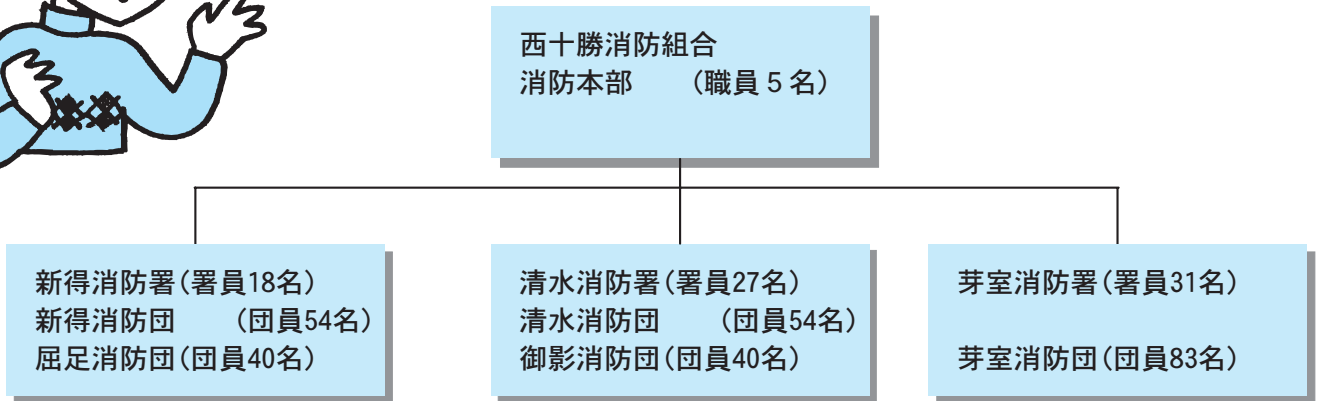 西十勝消防組合
消防本部　　(職員５名)
新得消防署(署員18名)
新得消防団　　(団員54名)
屈足消防団(団員40名)
清水消防署(署員27名)
清水消防団　　(団員54名)
御影消防団(団員40名)
芽室消防署(署員31名)
芽室消防団(団員83名)